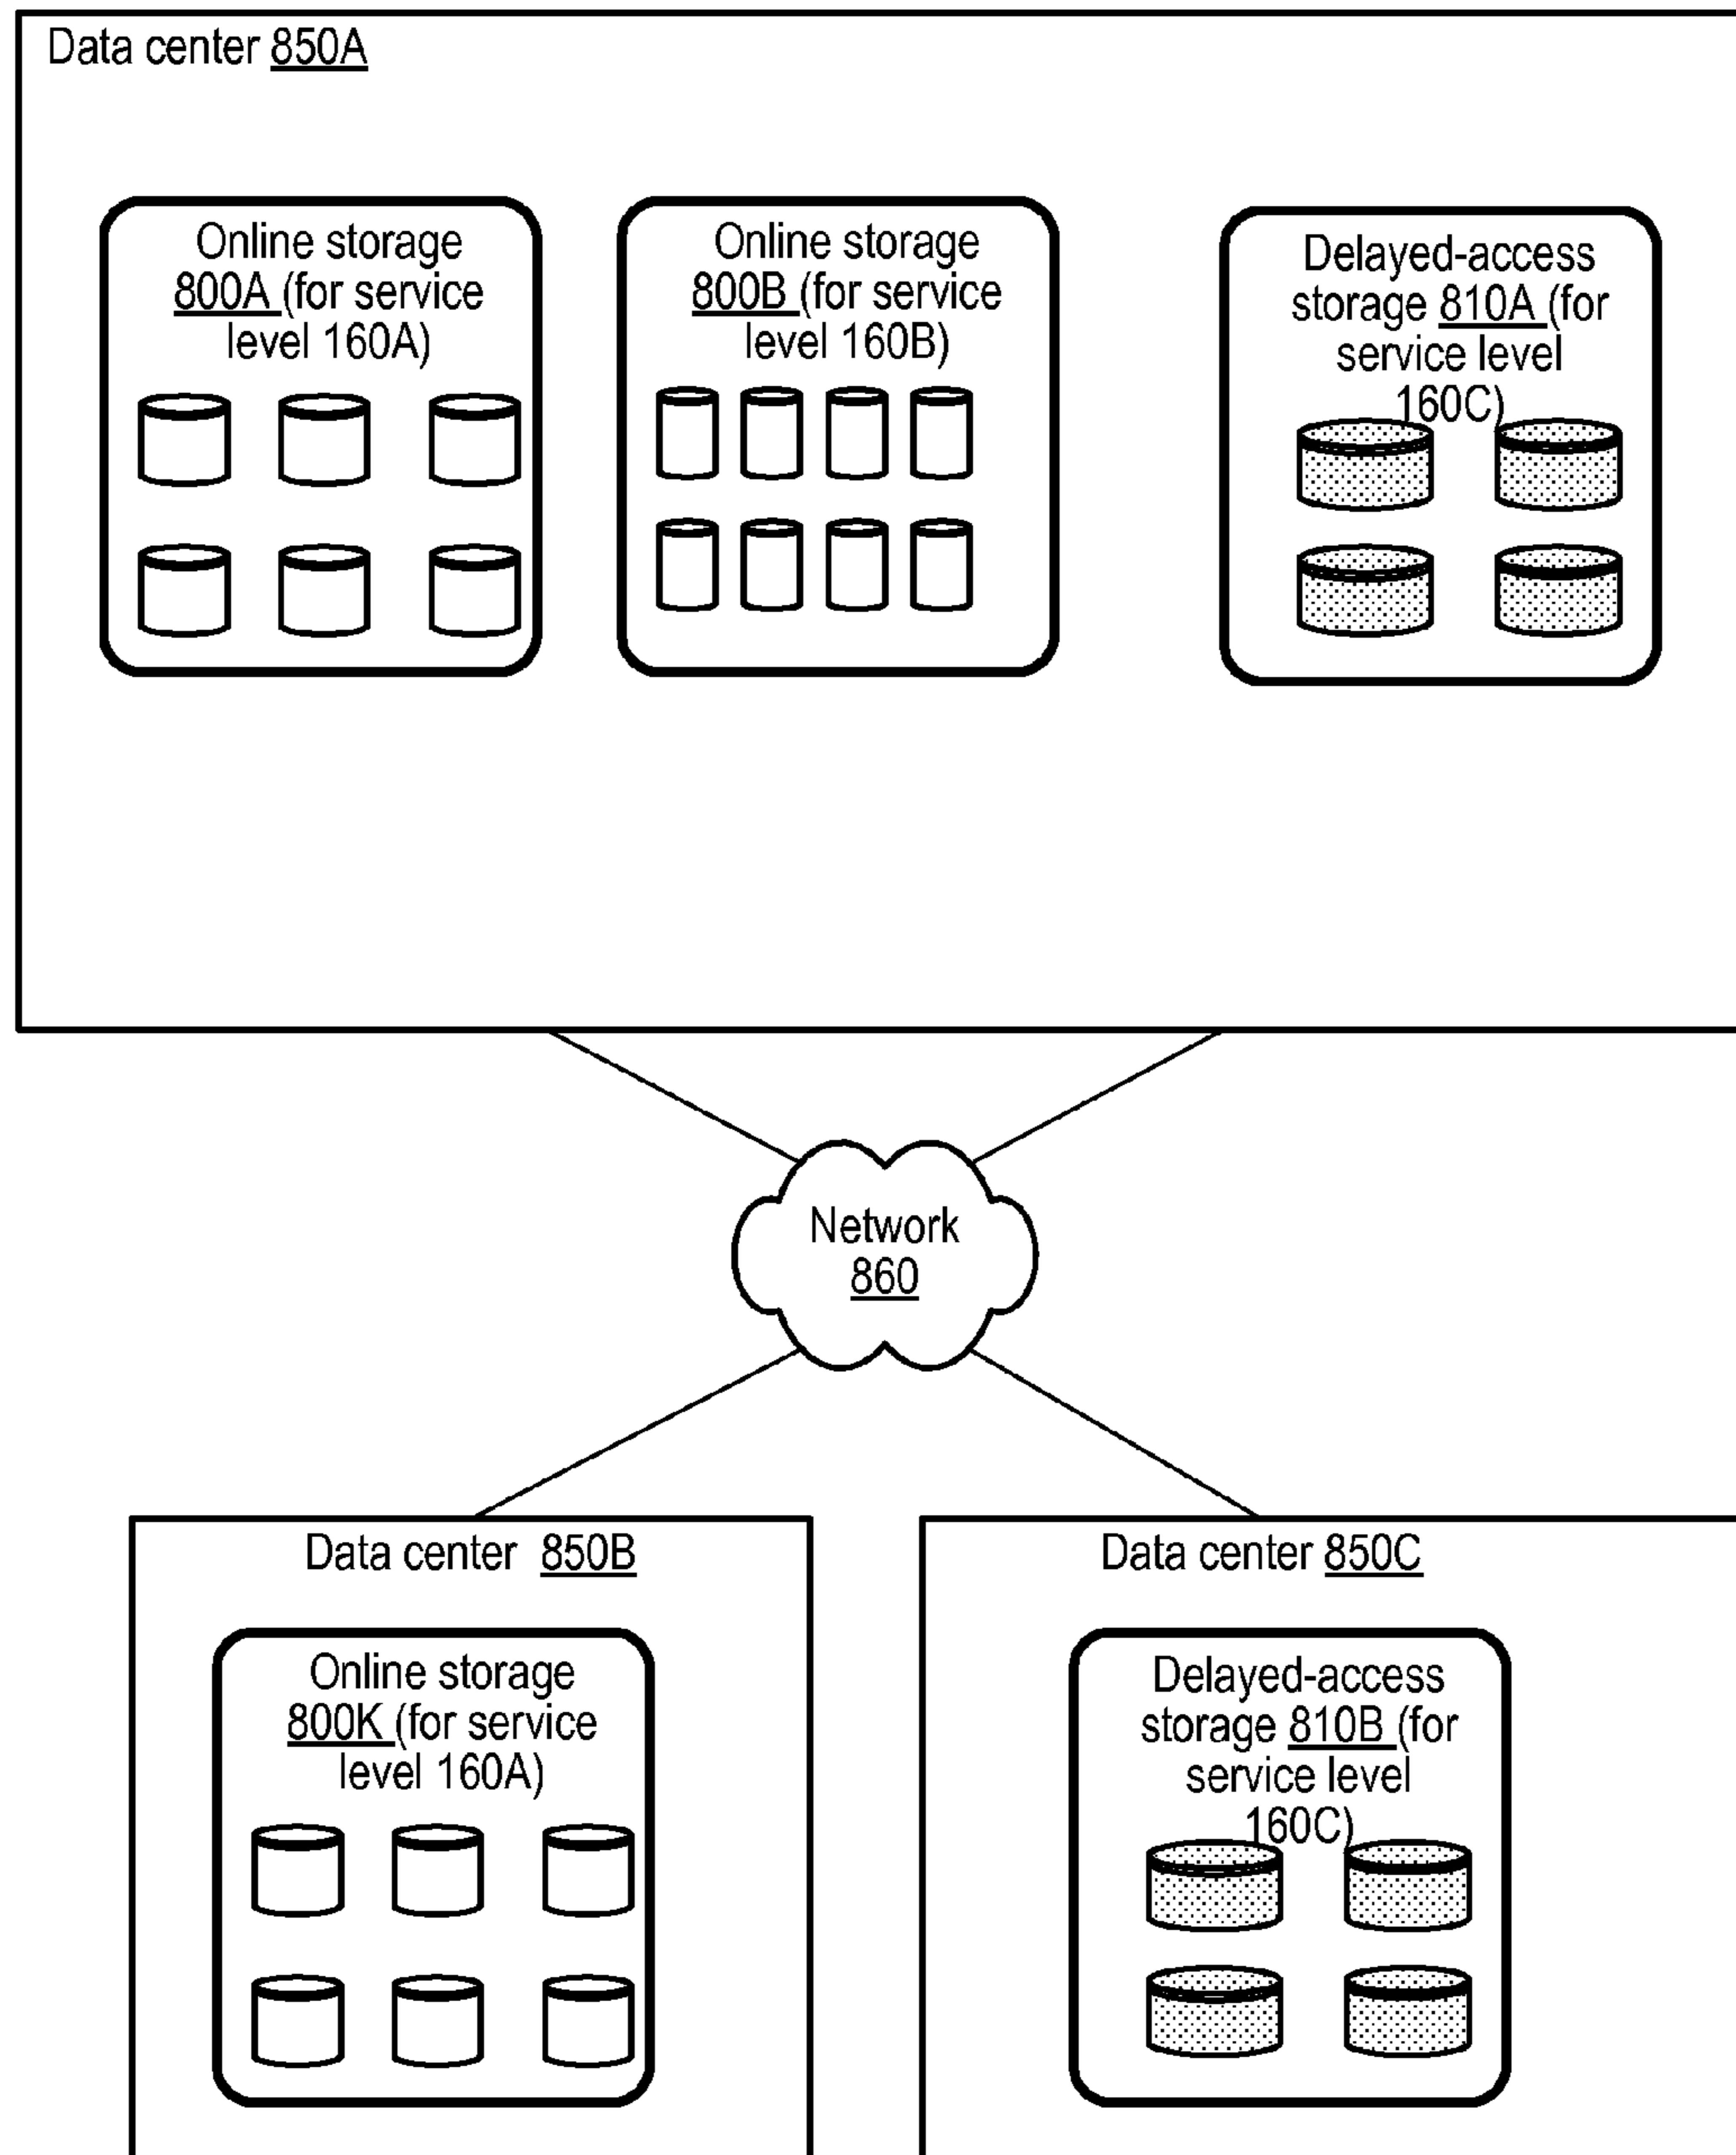 Data center 850A
Online storage
800A (for service
level 160A)
Online storage
800B (for service
level 160B)
Delayed-access
storage 810A (for
service level
160C)
Network
860
Data center 850B
Online storage
800K (for service
level 160A)
Data center 850C
Delayed-access
storage 810B (for
service level
160C)